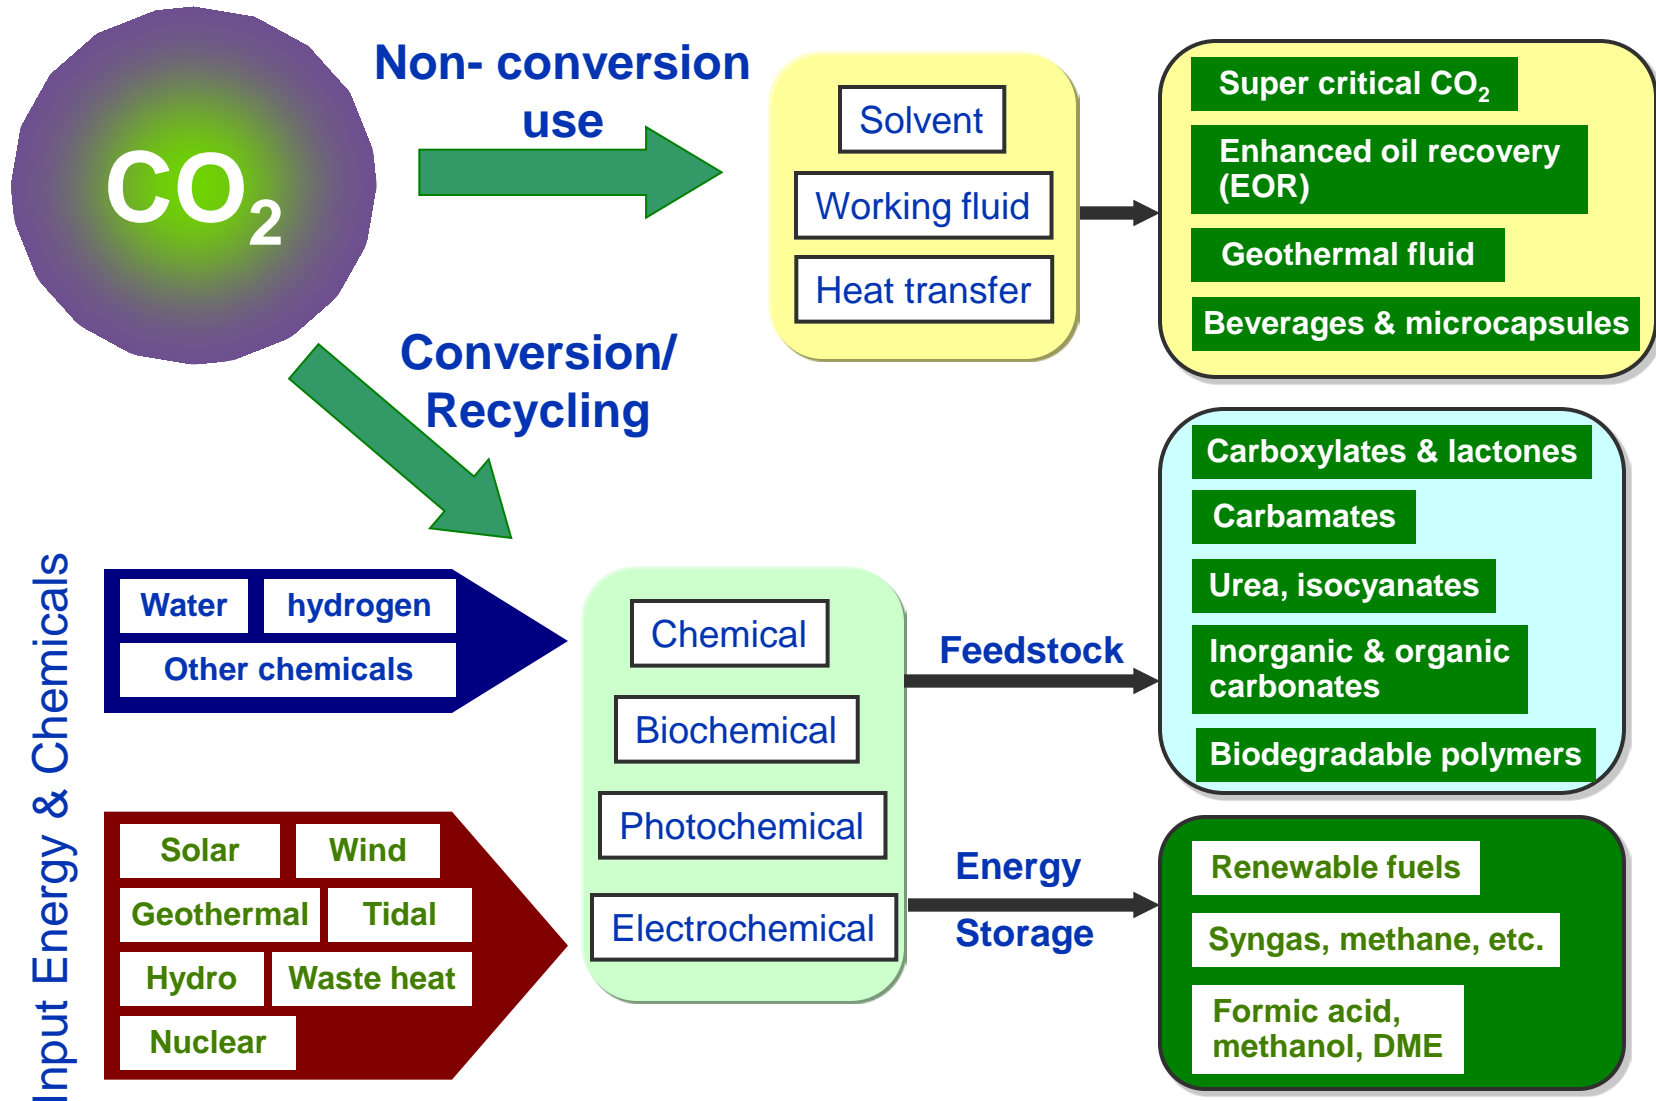 CO₂
Non- conversion
use
Solvent
Working fluid
Heat transfer
Super critical CO₂
Enhanced oil recovery
(EOR)
Geothermal fluid
Beverages & microcapsules
Conversion/
Recycling
Input Energy & Chemicals
Water
hydrogen
Other chemicals
Solar
Wind
Geothermal
Tidal
Hydro
Waste heat
Nuclear
Chemical
Biochemical
Photochemical
Electrochemical
Feedstock
Carboxylates & lactones
Carbamates
Urea, isocyanates
Inorganic & organic
carbonates
Biodegradable polymers
Energy
Storage
Renewable fuels
Syngas, methane, etc.
Formic acid,
methanol, DME